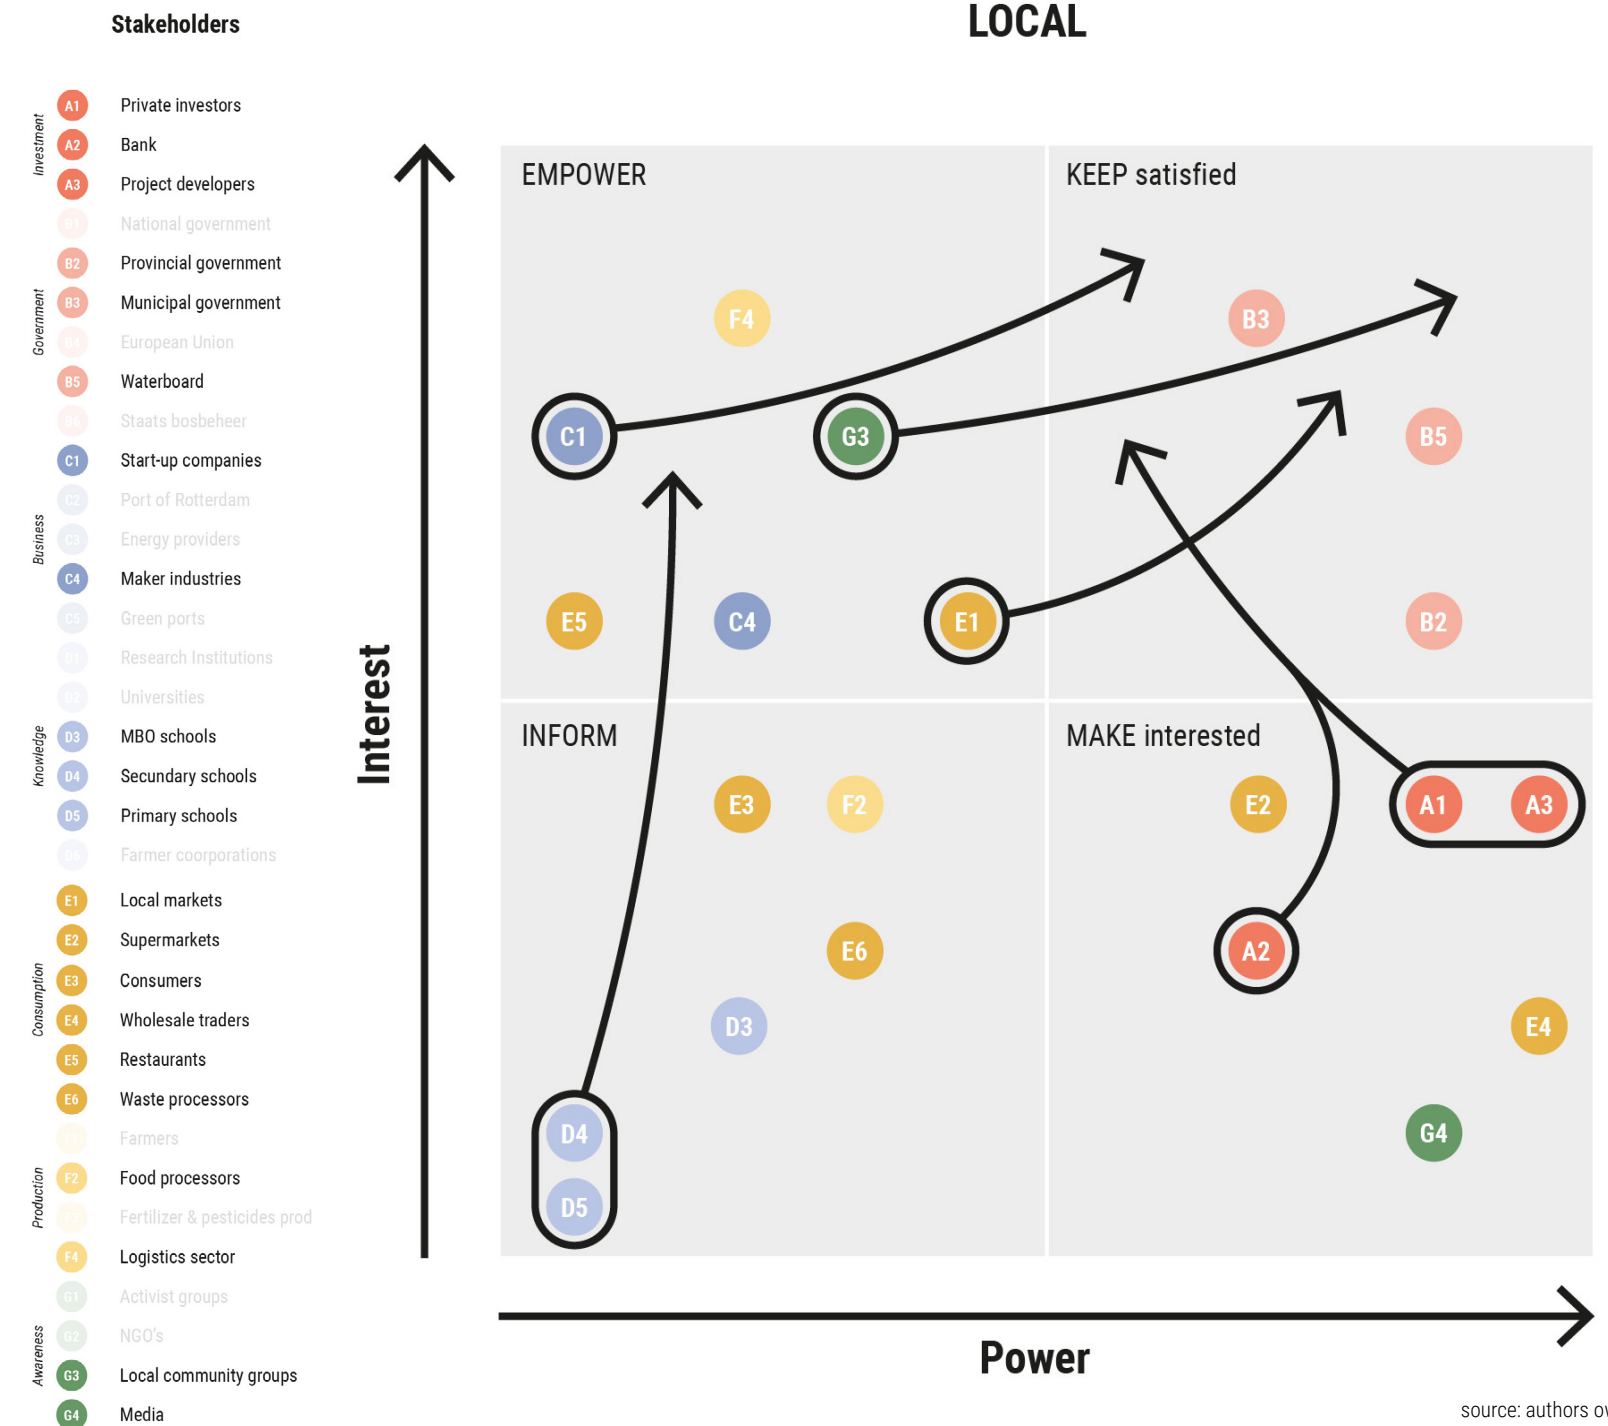 Stakeholders
LOCAL
Investment
A1 Private investors
A2 Bank
A3 Project developers
Government
B1 National government
B2 Provincial government
B3 Municipal government
B4 European Union
B5 Waterboard
B6 Staats bosbeheer
Business
C1 Start-up companies
C2 Port of Rotterdam
C3 Energy providers
C4 Maker industries
C5 Green ports
Knowledge
D1 Research Institutions
D2 Universities
D3 MBO schools
D4 Secundary schools
D5 Primary schools
D6 Farmer coorporations
Consumption
E1 Local markets
E2 Supermarkets
E3 Consumers
E4 Wholesale traders
E5 Restaurants
E6 Waste processors
Production
Farmers
F2 Food processors
Fertilizer & pesticides prod
F4 Logistics sector
Awareness
G1 Activist groups
G2 NGO's
G3 Local community groups
G4 Media
Interest
EMPOWER
F4
C1
G3
E5
C4
E1
KEEP satisfied
B3
B5
B2
INFORM
E3
F2
E6
D3
D4
D5
MAKE interested
E2
A1
A3
A2
E4
G4
Power
source: authors